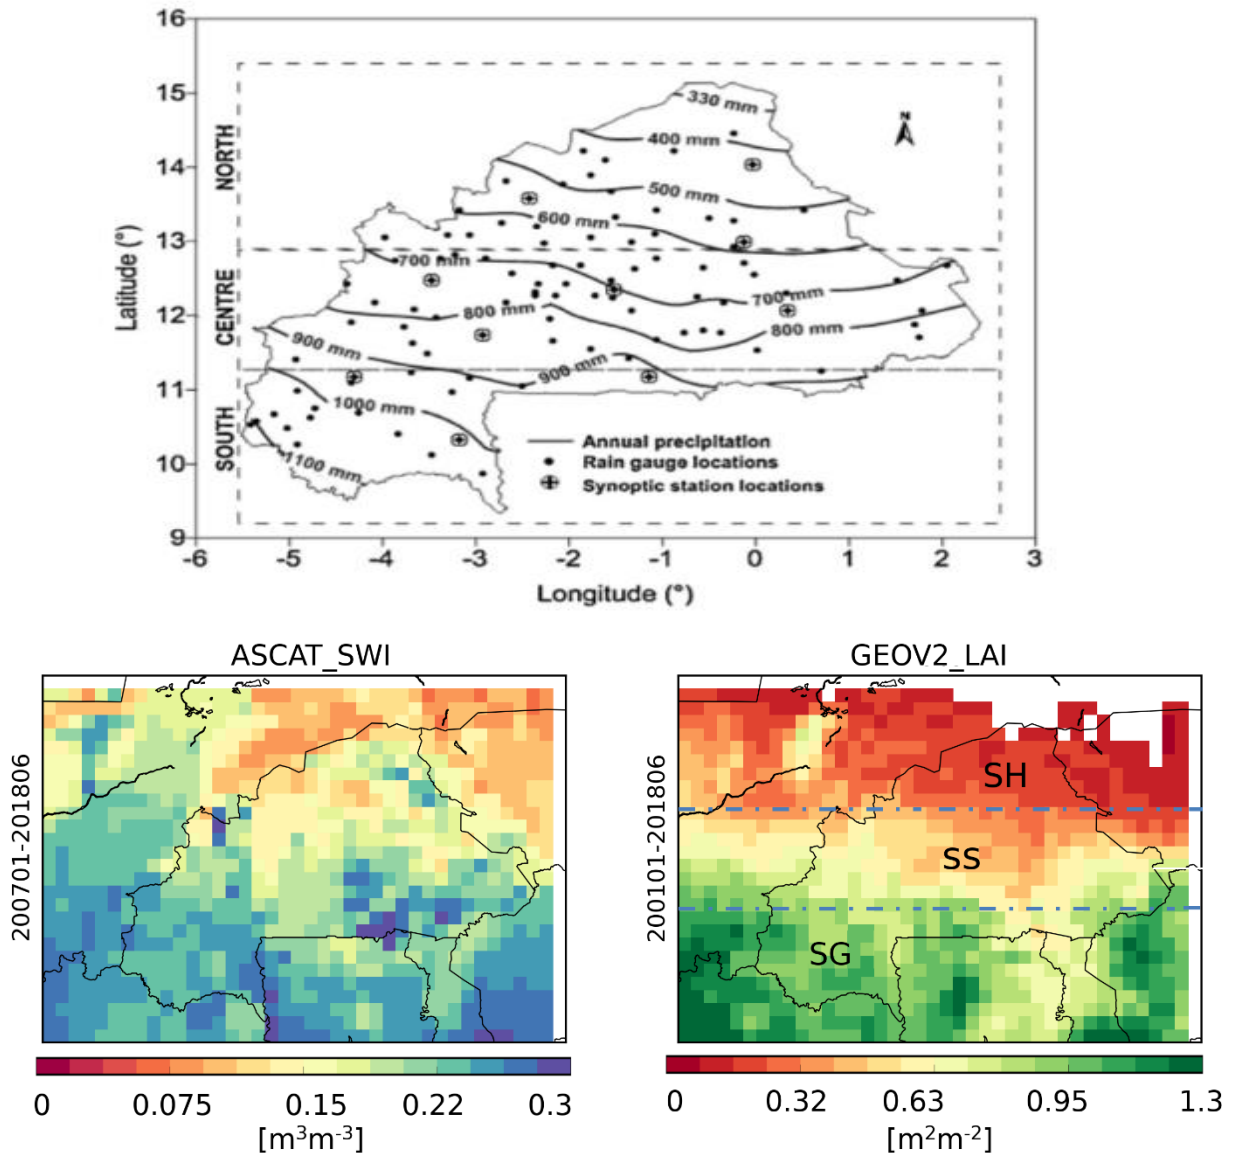 16
15
14
13
12
11
10
9
Latitude (°)
NORTH
CENTRE
SOUTH
N
330 mm
400 mm
500 mm
600 mm
700 mm
700 mm
800 mm
800 mm
900 mm
900 mm
1000 mm
1100 mm
Annual precipitation
Rain gauge locations
Synoptic station locations
-6 -5 -4 -3 -2 -1 0 1 2 3
Longitude (°)
ASCAT_SWI
200701-201806
0 0.075 0.15 0.22 0.3
[m³m⁻³]
GEOV2_LAI
200101-201806
SH
SS
SG
0 0.32 0.63 0.95 1.3
[m²m⁻²]